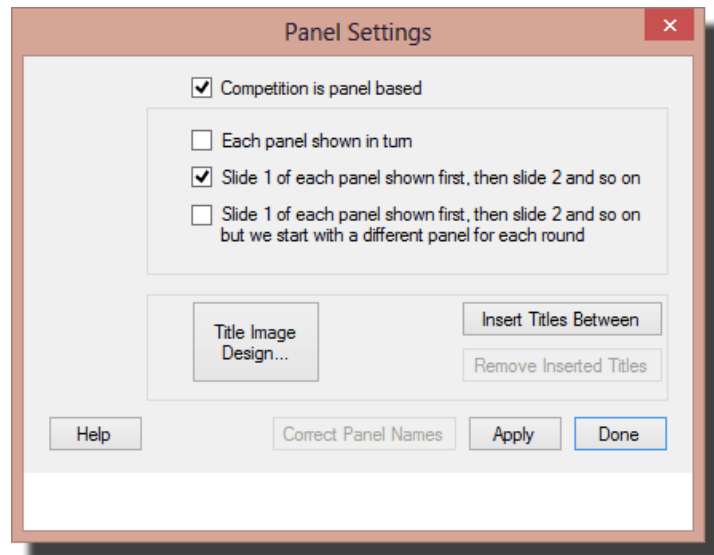 Panel Settings
Competition is panel based
Each panel shown in turn
Slide 1 of each panel shown first, then slide 2 and so on
Slide 1 of each panel shown first, then slide 2 and so on
but we start with a different panel for each round
Title Image
Design...
Insert Titles Between
Remove Inserted Titles
Help
Correct Panel Names
Apply
Done